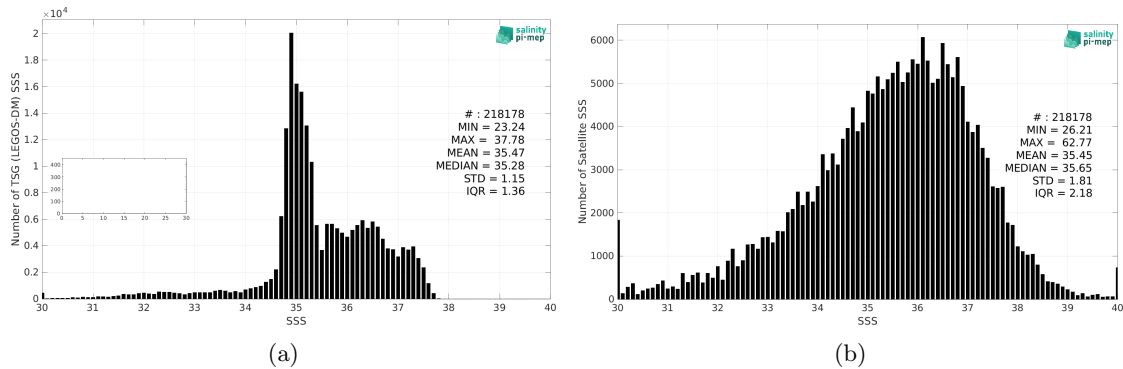 ×10⁴
2
1.8
1.6
1.4
1.2
1
0.8
0.6
0.4
0.2
0
30 31 32 33 34 35 36 37 38 39 40
SSS
Number of TSG (LEGOS-DM) SSS
400
300
200
100
0
0 5 10 15 20 25 30
salinity
pi-mep
# : 218178
MIN = 23.24
MAX = 37.78
MEAN = 35.47
MEDIAN = 35.28
STD = 1.15
IQR = 1.36
(a)
6000
5000
4000
3000
2000
1000
0
30 31 32 33 34 35 36 37 38 39 40
SSS
Number of Satellite SSS
salinity
pi-mep
# : 218178
MIN = 26.21
MAX = 62.77
MEAN = 35.45
MEDIAN = 35.65
STD = 1.81
IQR = 2.18
(b)